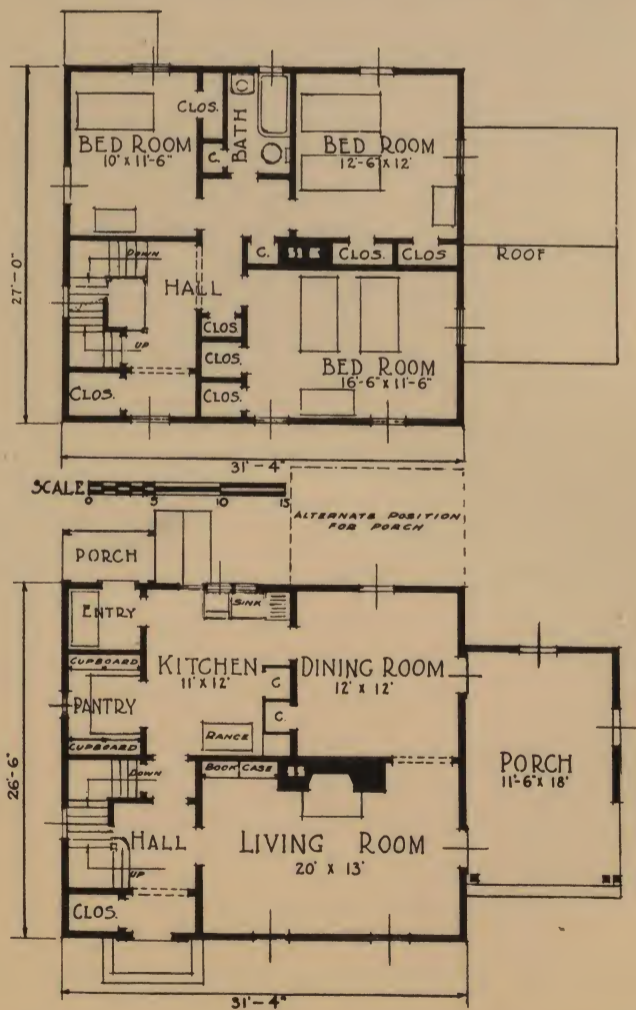 CLOS.
BATH
BED ROOM
10' x 11'-6"
C.
BED ROOM
12'-6" x 12'
27'-0"
DOWN
HALL
C.
CLOS.
CLOS
ROOF
UP
CLOS.
CLOS.
CLOS.
CLOS.
BED ROOM
16'-6" x 11'-6"
31'-4"
SCALE
0 5 10 15
ALTERNATE POSITION
FOR PORCH
PORCH
ENTRY
SINK
CUPBOARD
KITCHEN
11' x 12'
DINING ROOM
12' x 12'
C
C.
PANTRY
CUPBOARD
RANGE
26'-6"
DOWN
BOOK CASE
PORCH
11'-6" x 18'
HALL
LIVING ROOM
20' x 13'
UP
CLOS.
31'-4"